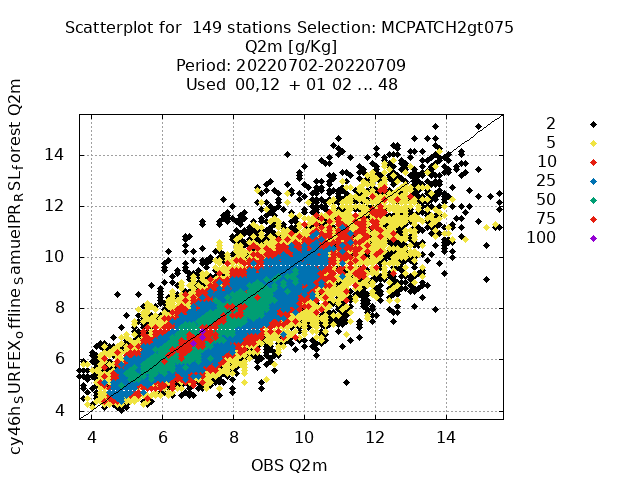 Scatterplot for 149 stations Selection: MCPATCH2gt075
Q2m [g/Kg]
Period: 20220702-20220709
Used 00,12 + 01 02 ... 48
cy46h_SURFEX_Offline_samuelPR_RSL_Forest Q2m
14
12
10
8
6
4
4 6 8 10 12 14
OBS Q2m
2
5
10
25
50
75
100